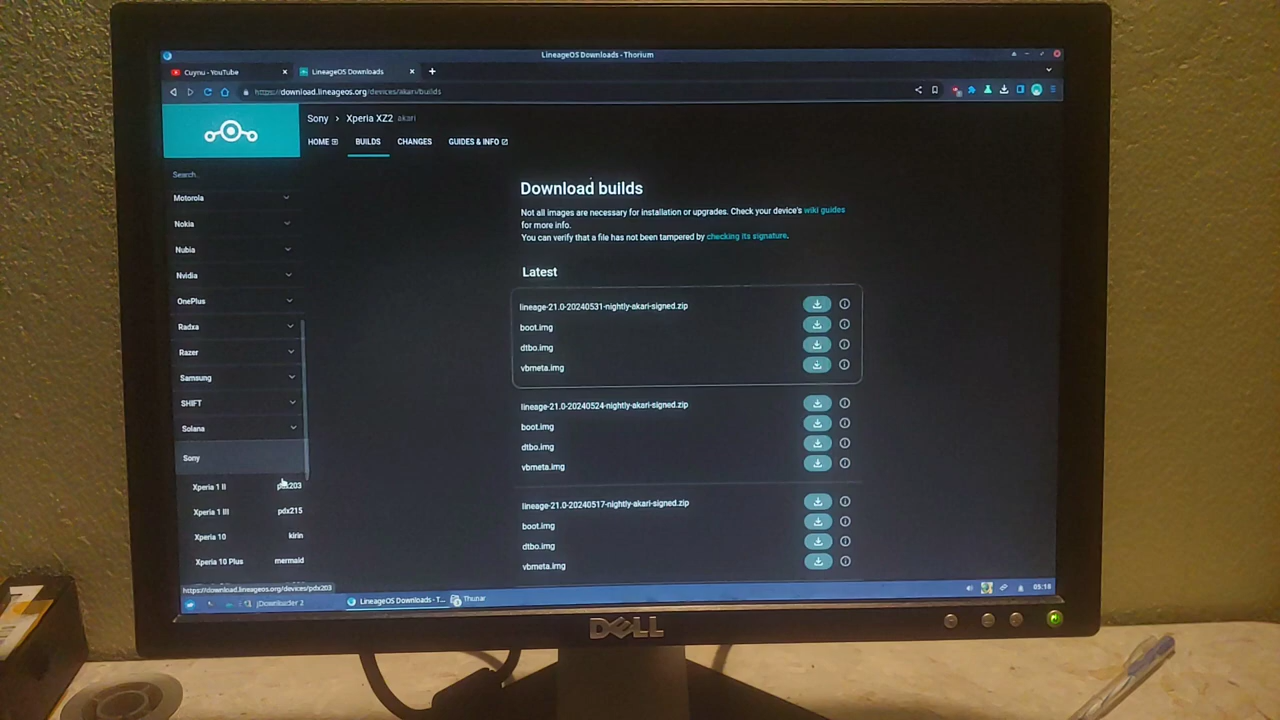 LineageOS Downloads - Thorium
Cuynu - YouTube
LineageOS Downloads
https://download.lineageos.org/devices/akari/builds
Sony > Xperia XZ2 akari
HOME
BUILDS
CHANGES
GUIDES & INFO
Search..
Motorola
Nokia
Nubia
Nvidia
OnePlus
Radxa
Razer
Samsung
SHIFT
Solana
Sony
Xperia 1 II
Xperia 1 III pdx215
Xperia 10 kirin
Xperia 10 Plus mermaid
Download builds
Not all images are necessary for installation or upgrades. Check your device's wiki guides
for more info.
You can verify that a file has not been tampered by checking its signature.
Latest
lineage-21.0-20240531-nightly-akari-signed.zip
boot.img
dtbo.img
vbmeta.img
lineage-21.0-20240524-nightly-akari-signed.zip
boot.img
dtbo.img
vbmeta.img
lineage-21.0-20240517-nightly-akari-signed.zip
boot.img
dtbo.img
vbmeta.img
https://download.lineageos.org/devices/pdx203
JDownloader 2
LineageOS Downloads - T...
Thunar
05:18
DELL